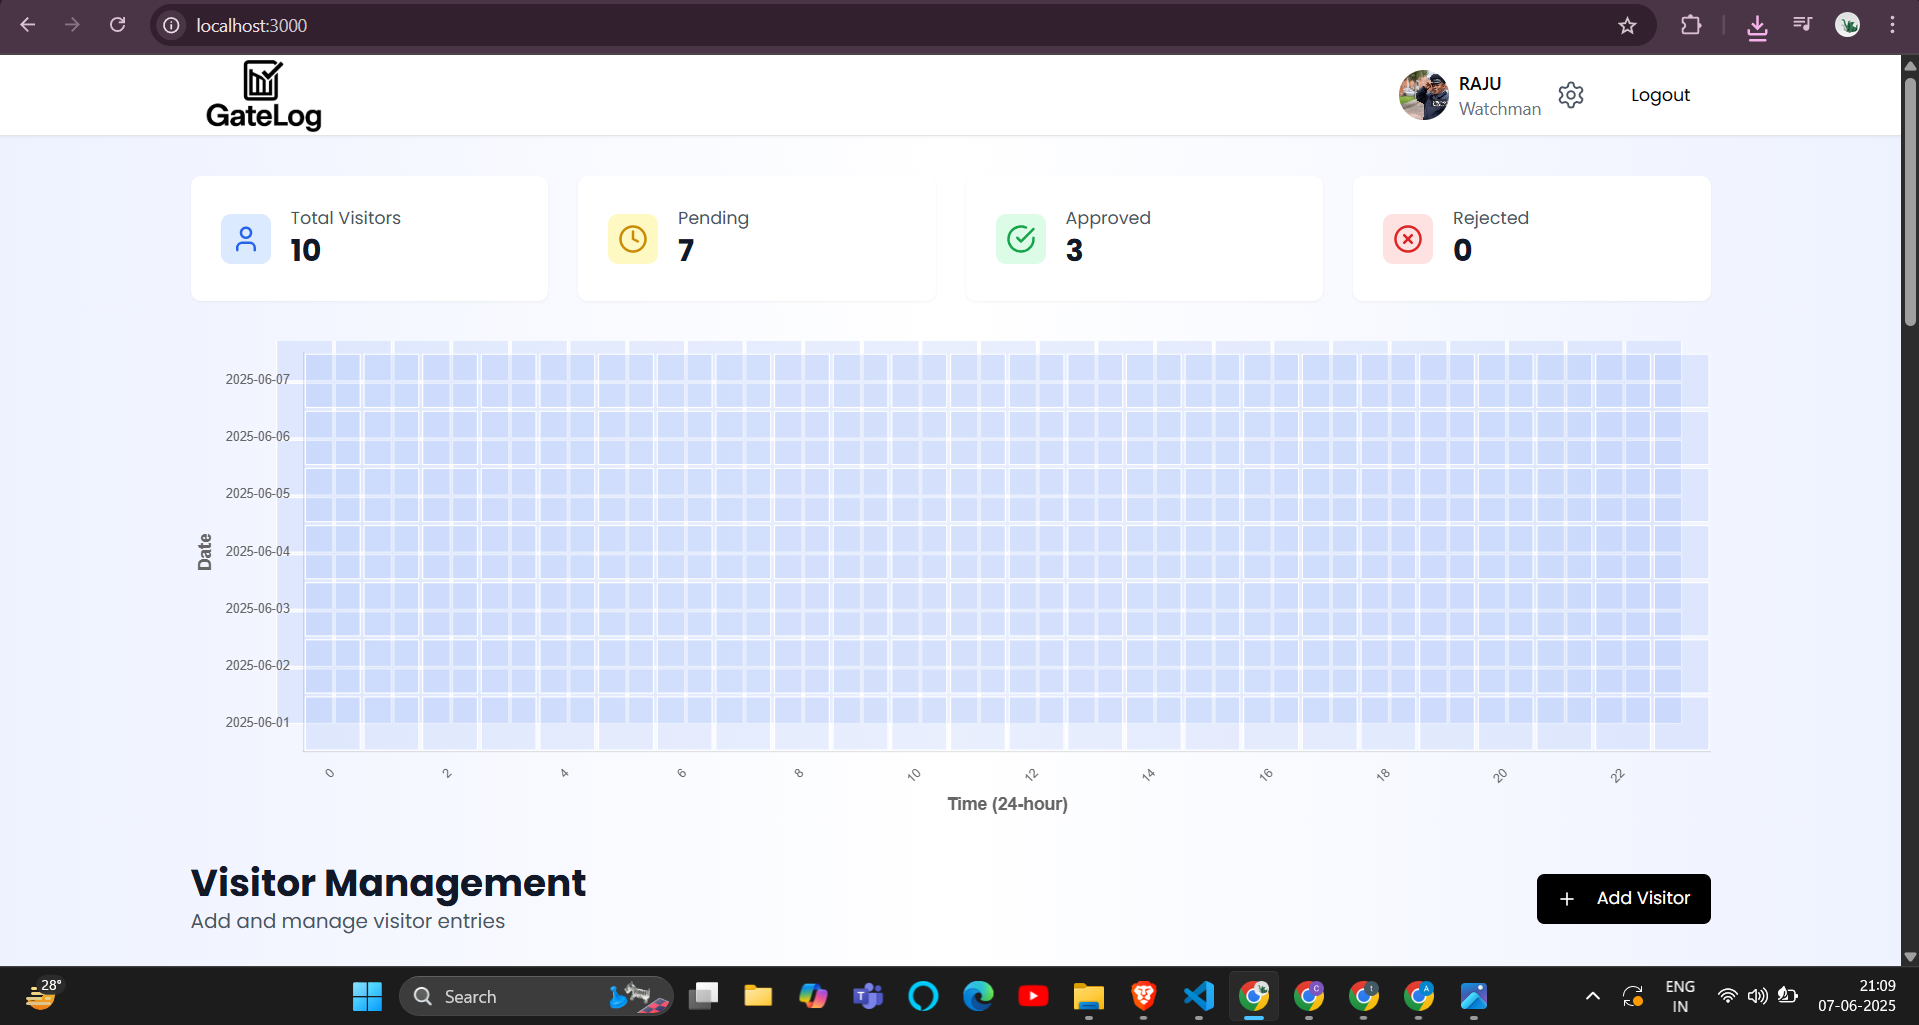 localhost:3000
GateLog
RAJU
Watchman
Logout
Total Visitors
10
Pending
7
Approved
3
Rejected
0
2025-06-07
2025-06-06
2025-06-05
2025-06-04
2025-06-03
2025-06-02
2025-06-01
Date
0 2 4 6 8 10 12 14 16 18 20 22
Time (24-hour)
Visitor Management
Add and manage visitor entries
+ Add Visitor
28°
Search
ENG
IN
21:09
07-06-2025